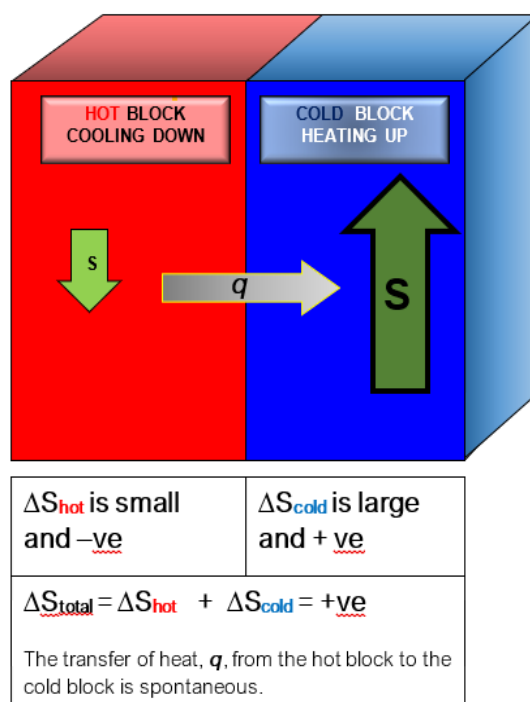 HOT BLOCK
COOLING DOWN
COLD BLOCK
HEATING UP
S
q
S
ΔShot is small
and –ve
ΔScold is large
and + ve
ΔStotal = ΔShot + ΔScold = +ve
The transfer of heat, q, from the hot block to the
cold block is spontaneous.